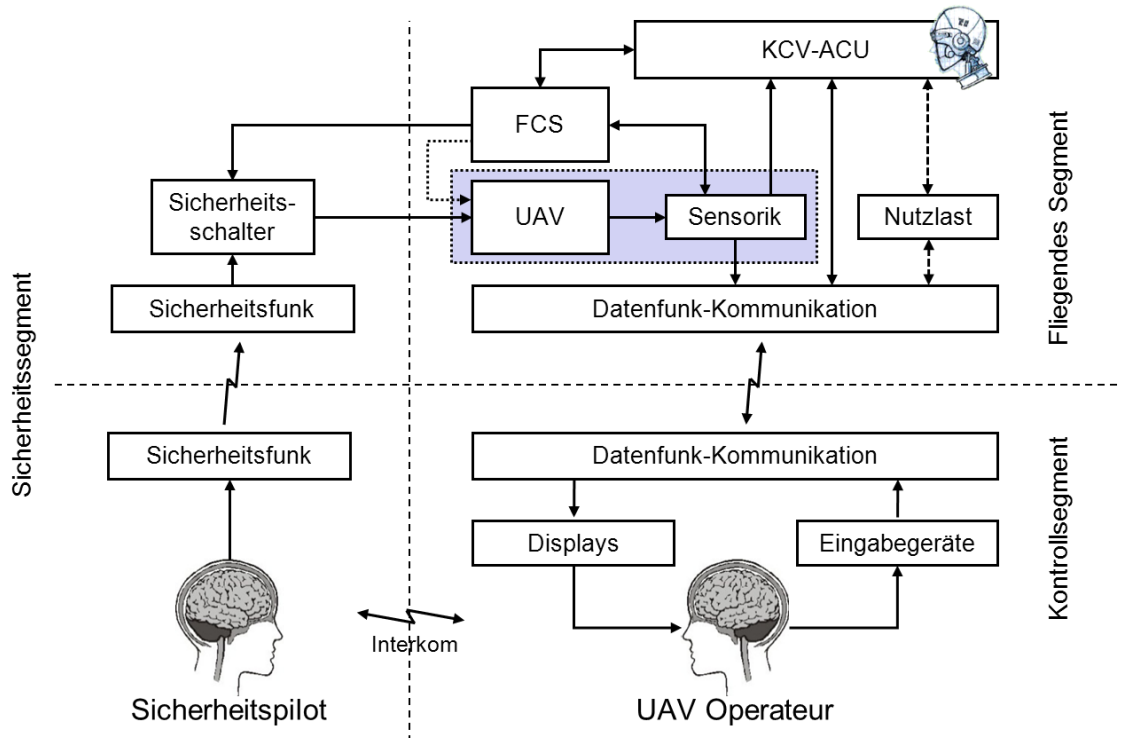 KCV-ACU
FCS
Sicherheits-
schalter
UAV
Sensorik
Nutzlast
Sicherheitsfunk
Datenfunk-Kommunikation
Fliegendes Segment
Sicherheitssegment
Sicherheitsfunk
Datenfunk-Kommunikation
Displays
Eingabegeräte
Kontrollsegment
Interkom
Sicherheitspilot
UAV Operateur